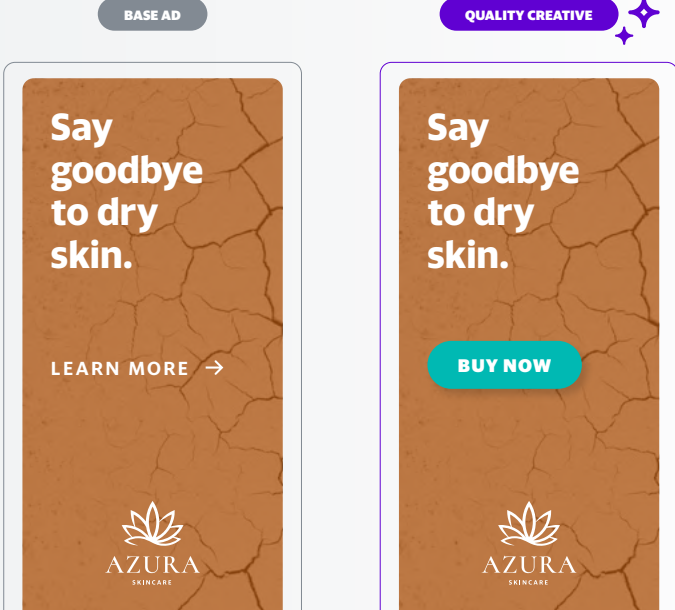 BASE AD
Say
goodbye
to dry
skin.
LEARN MORE →
AZURA
SKINCARE
QUALITY CREATIVE
Say
goodbye
to dry
skin.
BUY NOW
AZURA
SKINCARE